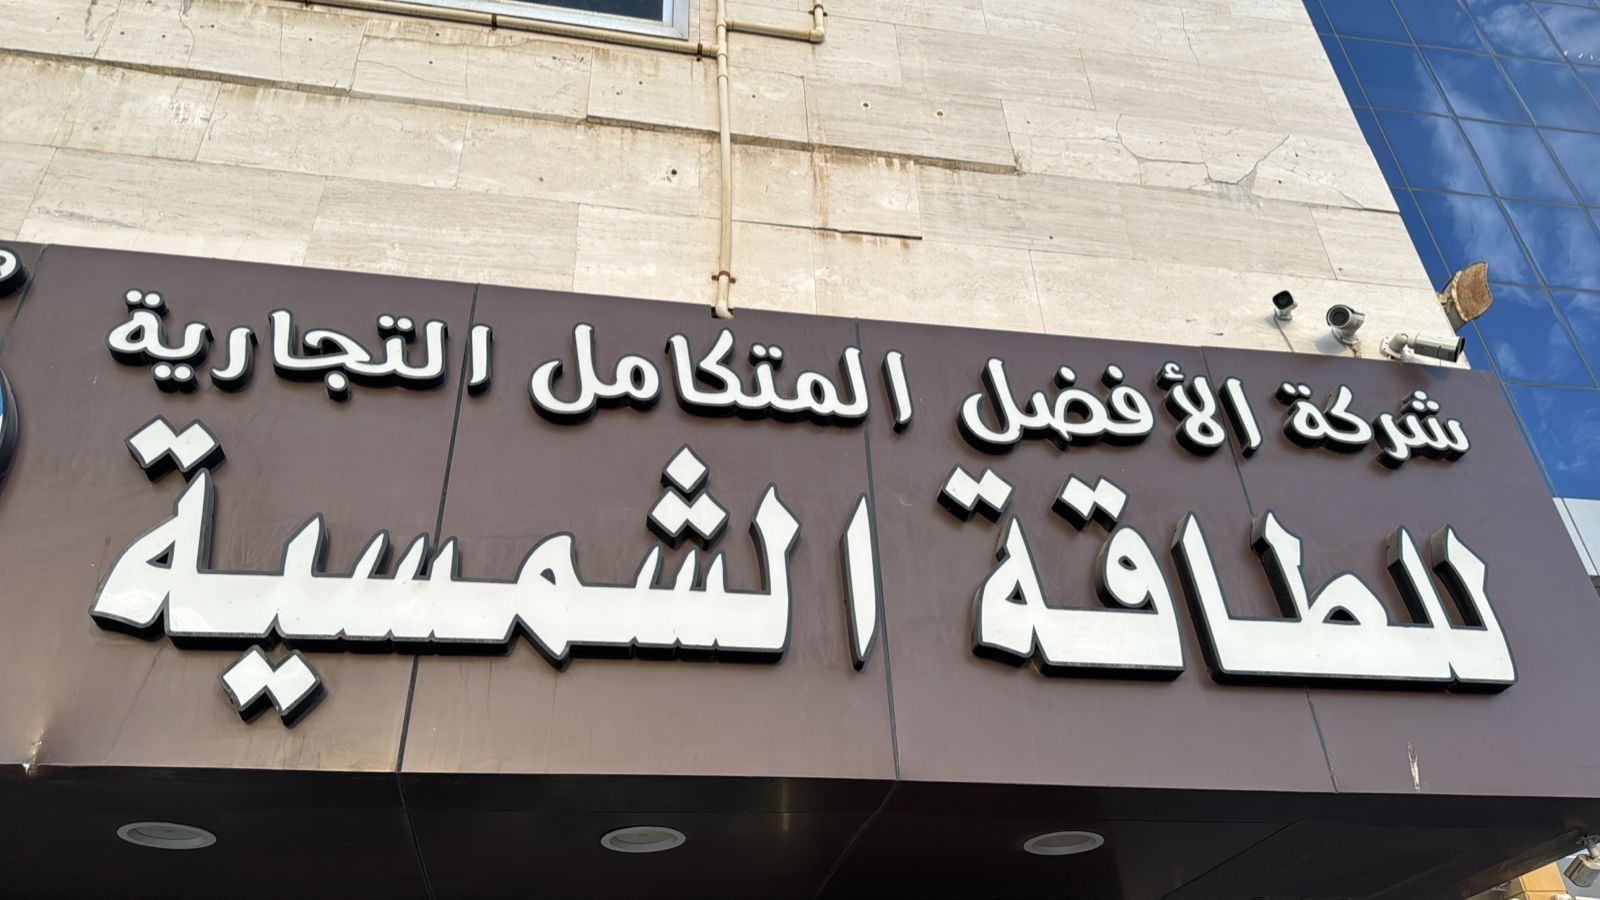 شركة الأفضل المتكامل التجارية
للطاقة الشمسية